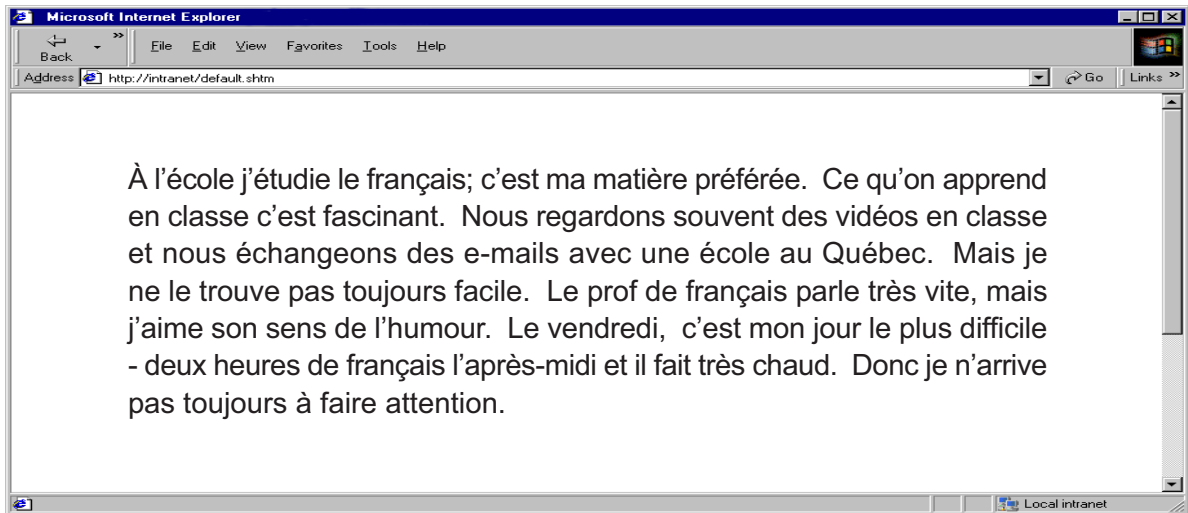 Microsoft Internet Explorer
Back » File Edit View Favorites Tools Help
Address http://intranet/default.shtm Go Links »
À l’école j’étudie le français; c’est ma matière préférée. Ce qu’on apprend
en classe c’est fascinant. Nous regardons souvent des vidéos en classe
et nous échangeons des e-mails avec une école au Québec. Mais je
ne le trouve pas toujours facile. Le prof de français parle très vite, mais
j’aime son sens de l’humour. Le vendredi, c’est mon jour le plus difficile
- deux heures de français l’après-midi et il fait très chaud. Donc je n’arrive
pas toujours à faire attention.
Local intranet